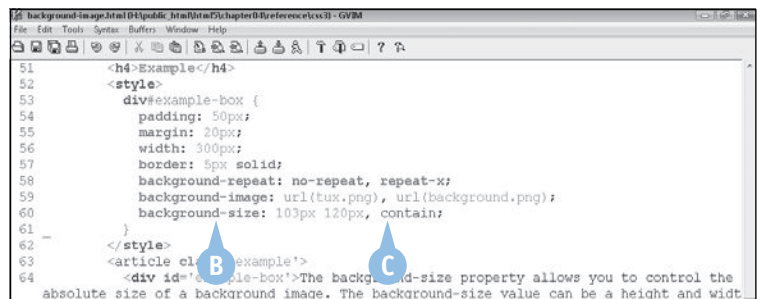 background-image.html (H:\public_html\html5\chapter04\reference\css3) - GVIM
File Edit Tools Syntax Buffers Window Help
51 <h4>Example</h4>
52 <style>
53 div#example-box {
54 padding: 50px;
55 margin: 20px;
56 width: 300px;
57 border: 5px solid;
58 background-repeat: no-repeat, repeat-x;
59 background-image: url(tux.png), url(background.png);
60 background-size: 103px 120px, contain;
61 }
62 </style>
63 <article cl example'>
64 <div id='e ple-box'>The backg -size property allows you to control the
absolute size of a background image. The background-size value can be a height and widt
B C